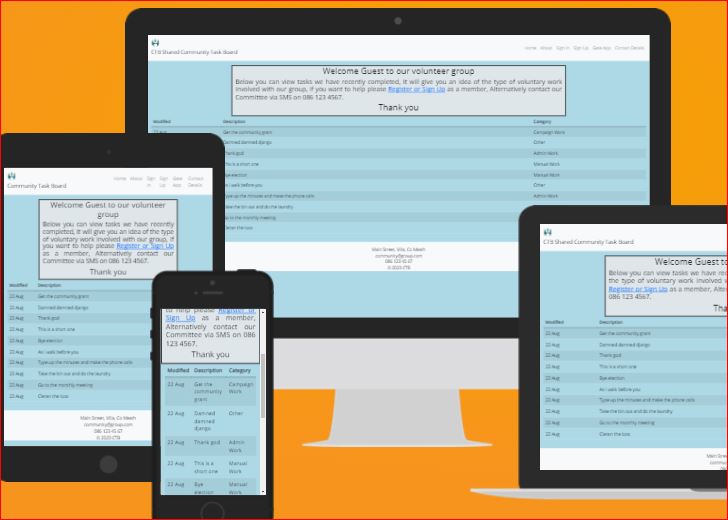 CTB Shared Community Task Board
Home About Sign In Sign Up Gate App Contact Details
Welcome Guest to our volunteer group
Below you can view tasks we have recently completed, it will give you an idea of the type of voluntary work
involved with our group, if you want to help please Register or Sign Up as a member, Alternatively contact our
Committee via SMS on 086 123 4567.
Thank you
Modified Description Category
22 Aug Get the community grant Campaign Work
Damned damned django Other
Thank god Admin Work
This is a short one Manual Work
Bye election Manual Work
As i walk before you Other
Type up the minutes and make the phone calls Admin Work
Take the bin out and do the laundry Manual Work
Go to the monthly meeting
Main Street, Villa, Co Meath
community@group.com
086 123 45 67
© 2020 CTB
Community Task Board
Home About Sign In Sign Up Gate App Contact Details
Welcome Guest to our volunteer
group
Below you can view tasks we have recently
completed, it will give you an idea of the type
of voluntary work involved with our group, if
you want to help please Register or Sign Up
as a member, Alternatively contact our
Committee via SMS on 086 123 4567.
Thank you
Modified Description
22 Aug Get the community grant
22 Aug Damned damned django
22 Aug Thank god
22 Aug This is a short one
22 Aug Bye election
22 Aug As i walk before you
22 Aug Type up the minutes and make the phone calls
22 Aug Take the bin out and do the laundry
22 Aug Go to the monthly meeting
22 Aug Clean the loos
Main Street, Villa, Co Meath
community@group.com
086 123 45 67
© 2020 CTB
to help please Register or
Sign Up as a member,
Alternatively contact our
Committee via SMS on 086
123 4567.
Thank you
Modified Description Category
22 Aug Get the community grant Campaign Work
22 Aug Damned damned django Other
22 Aug Thank god Admin Work
22 Aug This is a short one Manual Work
22 Aug Bye election Manual Work
CTB Shared Community Task Board
Welcome Guest to
Below you can view tasks we have rec
completed, it will give you an idea of
voluntary work involved with our group, if
Register or Sign Up as a member, Alternat
086 123 4567.
Tha
Modified Description
22 Aug Get the community grant
22 Aug Damned damned django
22 Aug Thank god
22 Aug This is a short one
22 Aug Bye election
22 Aug As i walk before you
22 Aug Type up the minutes and make the phone calls
22 Aug Take the bin out and do the laundry
22 Aug Go to the monthly meeting
22 Aug Clean the loos
Main Stree
comm
086
©